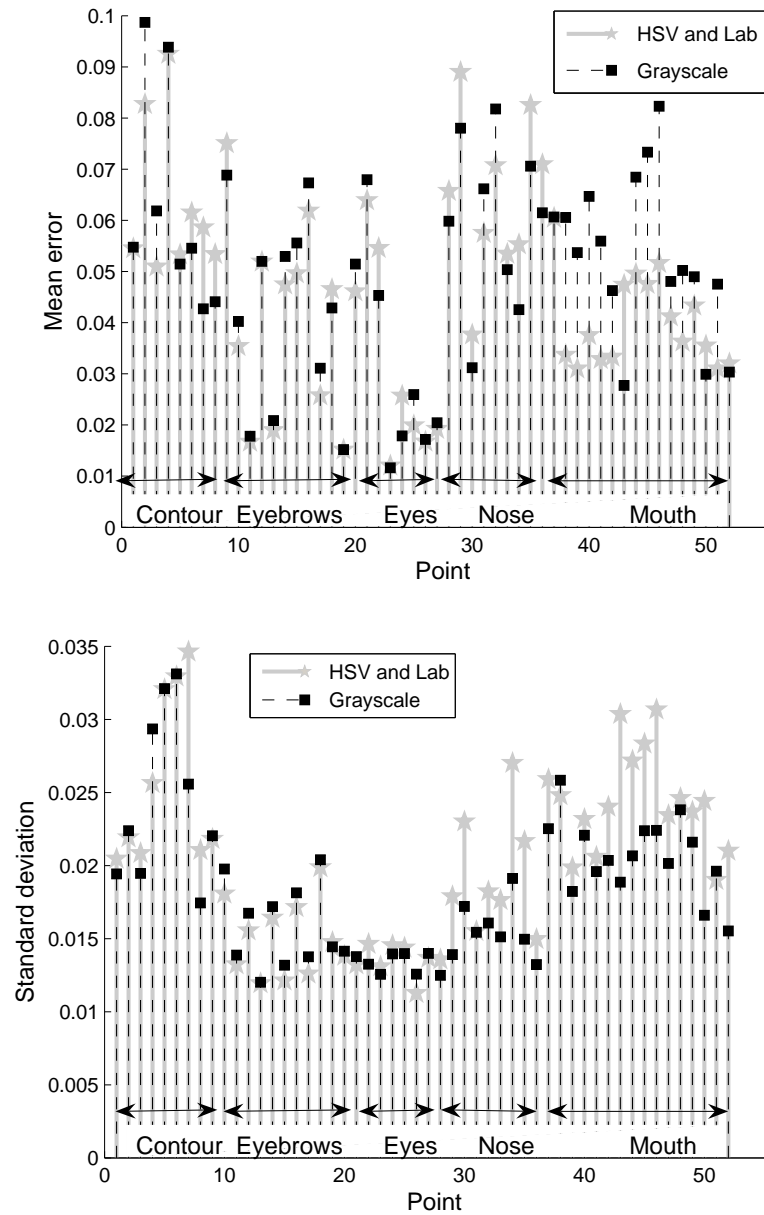 0.1
0.09
0.08
0.07
0.06
0.05
0.04
0.03
0.02
0.01
0
Mean error
HSV and Lab
Grayscale
Contour Eyebrows Eyes Nose Mouth
0 10 20 30 40 50
Point
0.035
0.03
0.025
0.02
0.015
0.01
0.005
0
Standard deviation
HSV and Lab
Grayscale
Contour Eyebrows Eyes Nose Mouth
0 10 20 30 40 50
Point